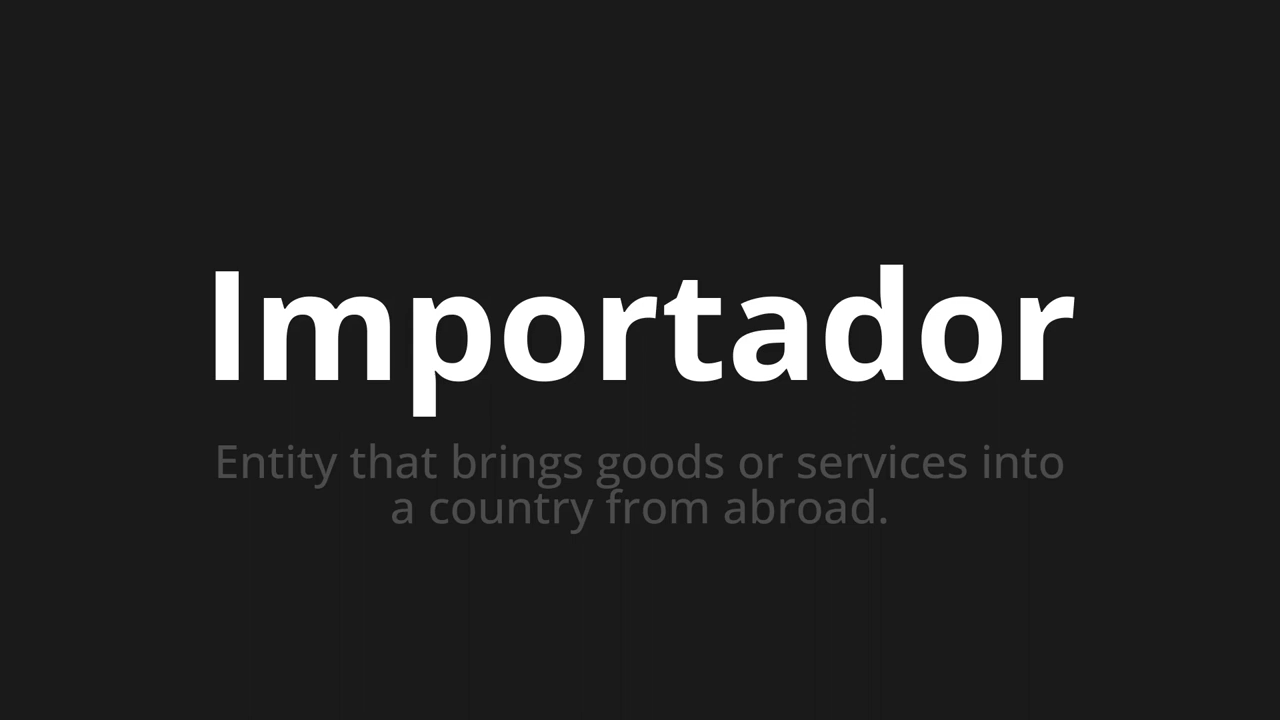 Importador
Entity that brings goods or services into
a country from abroad.